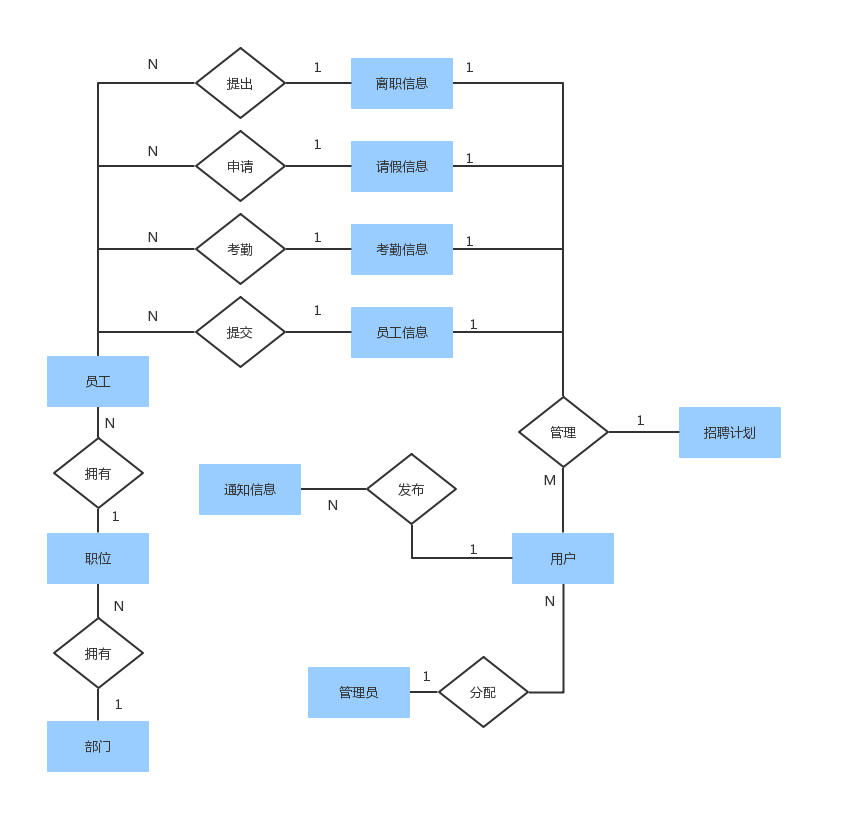 N
提出
1
离职信息
1
N
申请
1
请假信息
1
N
考勤
1
考勤信息
1
N
提交
1
员工信息
1
员工
N
拥有
1
职位
N
拥有
1
部门
管理
1
招聘计划
M
通知信息
N
发布
1
用户
N
管理员
1
分配